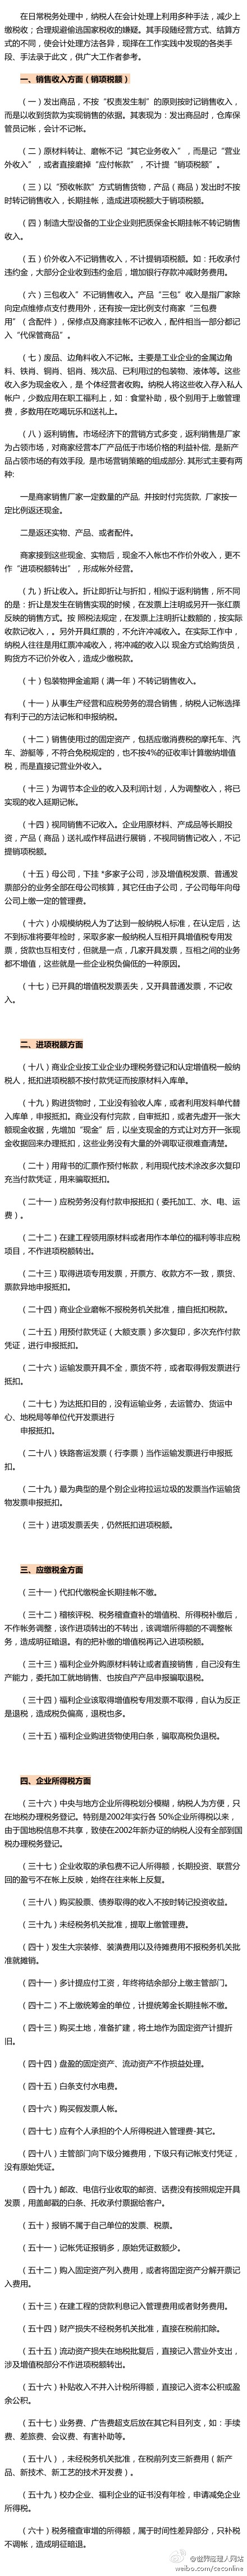 在日常税务处理中，纳税人在会计处理上利用多种手法，减少上
缴税收；合理规避偷逃国家税收的嫌疑。其手段随经营方式、结算方
式的不同，使会计处理方法各异，现择在工作实践中发现的各类手
段、手法录于此文，供广大工作者参考。
一、销售收入方面（销项税额）
（一）发出商品，不按“权责发生制”的原则按时记销售收入，
而是以收到货款为实现销售的依据。其表现为：发出商品时，仓库保
管员记帐，会计不记帐。
（二）原材料转让、磨帐不记“其它业务收入”，而是记“营业
外收入”，或者直接磨掉“应付帐款”，不计提“销项税额”。
（三）以“预收帐款”方式销售货物，产品（商品）发出时不按
时转记销售收入，长期挂帐，造成进项税额大于销项税额。
（四）制造大型设备的工业企业则把质保金长期挂帐不转记销售
收入。
（五）价外收入不记销售收入，不计提销项税额。如：托收承付
违约金，大部分企业收到违约金后，增加银行存款冲减财务费用。
（六）三包收入”不记销售收入。产品“三包”收入是指厂家除
向定点维修点支付费用外，还有按一定比例支付商家“三包费
用”（含配件），保修点及商家挂帐不记收入，配件相当一部分都记
入“代保管商品”。
（七）废品、边角料收入不记帐。主要是工业企业的金属边角
料、铁肖、铜肖、铝肖、残次品、已利用过的包装物、液体等。这些
收入多为现金收入，是 个体经营者收购。纳税人将这些收入存入私人
帐户，少数应用在职工福利上，如：食堂补助，极个别用于上缴管理
费，多数用在吃喝玩乐和送礼上。
（八）返利销售。市场经济下的营销方式多变，返利销售是厂家
为占领市场，对商家经营本厂产品低于市场价格的利益补偿，是新产
品占领市场的有效手段，是市场营销策略的组成部分.其形式主要有两
种:
一是商家销售厂家一定数量的产品, 并按时付完货款，厂家按一
定比例返还现金。
二是返还实物、产品、或者配件。
商家接到这些现金、实物后，现金不入帐也不作价外收入，更不
作“进项税额转出”，形成帐外经营。
（九）折让收入。折让即折让与折扣，相似于返利销售，所不同
的是：折让是发生在销售实现的时候，在发票上注明或另开一张红票
反映的销售方式。按 照税法规定，在发票上注明折让数额的，按实际
收款记收入，。另外开具红票的，不允许冲减收入。在实际工作中，
纳税人往往是用红票冲减收入，将冲减的收入以 现金方式给购货员，
购货方不记价外收入，造成少缴税款。
（十）包装物押金逾期（满一年）不转记销售收入。
（十一）从事生产经营和应税劳务的混合销售，纳税人记帐选择
有利于己的方法记帐和申报纳税。
（十二）销售使用过的固定资产，包括应缴消费税的摩托车、汽
车、游艇等，不符合免税规定的，也不按4%的征收率计算缴纳增值
税，而是直接记营业外收入。
（十三）为调节本企业的收入及利润计划，人为调整收入，将已
实现的收入延期记帐。
（十四）视同销售不记收入。企业用原材料、产成品等长期投
资，产品（商品）送礼或作样品进行展销，不视同销售记收入，不计
提销项税额。
（十五）母公司，下挂 *多家子公司，涉及增值税发票、普通发
票部分的业务全部在母公司核算，其它任由子公司，子公司每年向母
公司上缴一定的管理费。
（十六）小规模纳税人为了达到一般纳税人标准，在认定后，达
不到标准将要年检时，采取多家一般纳税人互相开具增值税专用发
票，货款也互相支付，但就是一点，几家开具发票，互相之间的业务
都不增值，这些就是一些企业税负偏低的一种原因。
（十七）已开具的增值税发票丢失，又开具普通发票，不记收
入。
二、进项税额方面
（十八）商业企业按工业企业办理税务登记和认定增值税一般纳
税人，抵扣进项税额不按付款凭证而按原材料入库单。
（十九）购进货物时，工业没有验收人库，或者利用发料单代替
入库单，申报抵扣。商业没有付完款，自审抵扣，或者先虚开一张大
额现金收据，先增加“现金”后，以坐支现金的方式让对方开一张现
金收据回来办理抵扣，这些业务没有大量的外调取证很难查清楚。
（二十）用背书的汇票作预付帐款，利用现代技术涂改多次复印
充当付款凭证，用来骗取抵扣。
（二十一）应税劳务没有付款申报抵扣（委托加工、水、电、运
费）。
（二十二）在建工程领用原材料或者用作本单位的福利等非应税
项目，不作进项税额转出。
（二十三）取得进项专用发票，开票方、收款方不一致，票货、
票款异地申报抵扣。
（二十四）商业企业磨帐不报税务机关批准，擅自抵扣税款。
（二十五）用预付款凭证（大额支票）多次复印，多次充作付款
凭证，进行申报抵扣。
（二十六）运输发票开具不全，票货不符，或者取得假发票进行
抵扣。
（二十七）为达抵扣目的，没有运输业务，去运管办、货运中
心、地税局等单位代开发票进行
申报抵扣。
（二十八）铁路客运发票（行李票）当作运输发票进行申报抵
扣。
（二十九）最为典型的是个别企业将拉运垃圾的发票当作运输货
物发票申报抵扣。
（三十）进项发票丢失，仍然抵扣进项税额。
三、应缴税金方面
（三十一）代扣代缴税金长期挂帐不缴。
（三十二）稽核评税、税务稽查查补的增值税、所得税补缴后，
不作帐务调整，该作进项转出的不转出，该调增所得额的不调整帐
务，造成明征暗退。有的把补缴的增值税再记入进项税额。
（三十三）福利企业外购原材料转让或者直接销售，自己没有生
产能力，委托加工就地销售、也按自产产品申报骗取退税。
（三十四）福利企业该取得增值税专用发票不取得，自认为反正
是退税，造成税负偏高，退税也多。
（三十五）福利企业购进货物使用白条，骗取高税负退税。
四、企业所得税方面
（三十六）中央与地方企业所得税划分模糊，纳税人为方便，只
在地税办理税务登记。特别是2002年实行各 50%企业所得税以来，
由于国地税信息不共享，致使在2002年新办证的纳税人没有全部到国
税办理税务登记。
（三十七）企业收取的承包费不记人所得额，长期投资、联营分
回的盈亏不在帐上反映，始终在往来帐上反复。
（三十八）购买股票、债券取得的收入不按时转记投资收益。
（三十九）未经税务机关批准，提取上缴管理费。
（四十）发生大宗装修、装潢费用以及待摊费用不报税务机关批
准就摊销。
（四十一）多计提应付工资，年终将结余部分上缴主管部门。
（四十二）不上缴统筹金的单位，计提统筹金长期挂帐不缴。
（四十三）购买土地，准备扩建，将土地作为固定资产计提折
旧。
（四十四）盘盈的固定资产、流动资产不作损益处理。
（四十五）白条支付水电费。
（四十六）购买假发票人帐。
（四十七）应有个人承担的个人所得税进入管理费-其它。
（四十八）主管部门向下级分摊费用，下级只有记帐支付凭证，
没有原始凭证。
（四十九）邮政、电信行业收取的邮资、话费没有按照规定开具
发票，用盖邮戳的白条、托收承付票据给客户。
（五十）报销不属于自己单位的发票、税票。
（五十一）记帐凭证报销多，原始凭证数额少。
（五十二）购入固定资产列入费用，或者将固定资产分解开票记
入费用。
（五十三）在建工程的贷款利息记入管理费用或者财务费用。
（五十四）财产损失不经税务机关批准，直接在税前扣除。
（五十五）流动资产损失在地税批复后，直接记入营业外支出，
涉及增值税部分不作进项税额转出。
（五十六）补贴收入不并入计税所得额，直接记入资本公积或盈
余公积。
（五十七）业务费、广告费超支后放在其它科目列支，如：手续
费、差旅费、会议费、有害补助等。
（五十八），未经税务机关批准，在税前列支三新费用（新产
品、新技术、新工艺的技术开发费）。
（五十九）校办企业、福利企业的证书没有年检，申请减免企业
所得税。
（六十）税务稽查审增的所得额，属于时间性差异部分，只补税
不调帐，造成明征暗退。
@世界经理人网站
weibo.com/ceconline